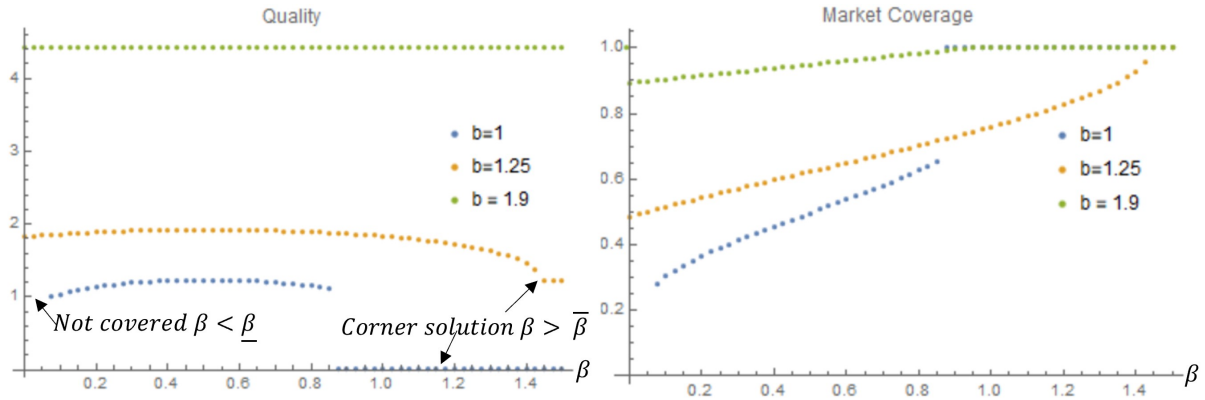 Quality
4
3
2
1
b=1
b=1.25
b = 1.9
Not covered β < β
Corner solution β > β̅
0.2 0.4 0.6 0.8 1.0 1.2 1.4 β
Market Coverage
1.0
0.8
0.6
0.4
0.2
b=1
b=1.25
b = 1.9
0.2 0.4 0.6 0.8 1.0 1.2 1.4 β